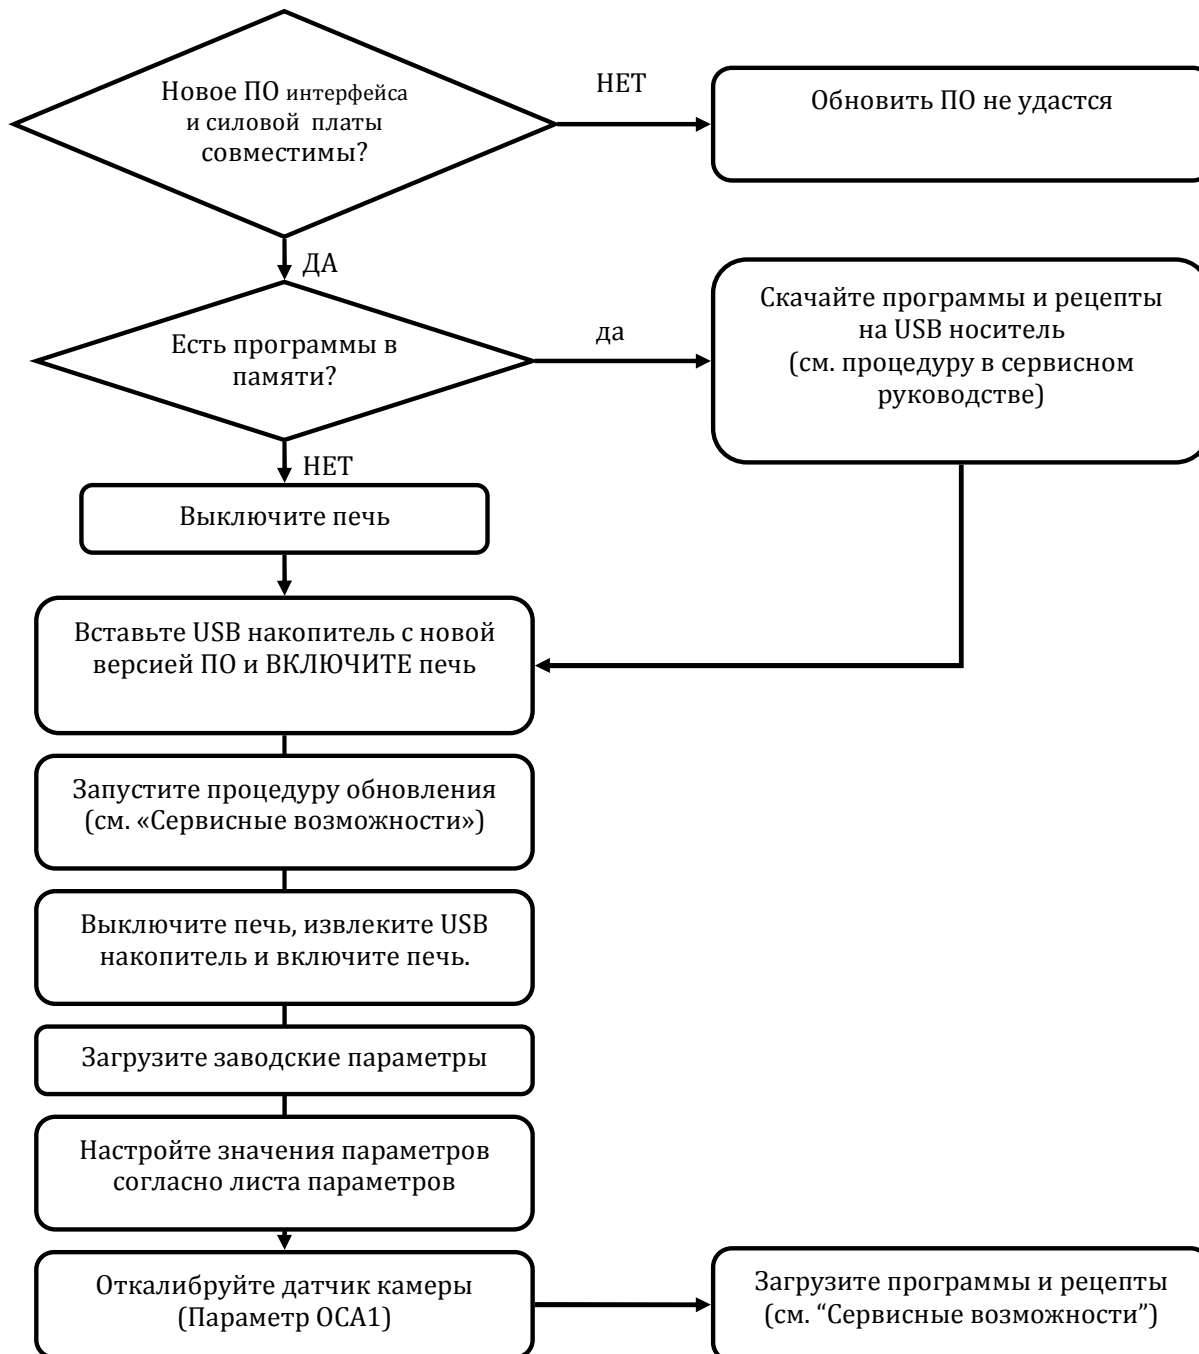 Новое ПО интерфейса
и силовой платы
совместимы?
НЕТ
Обновить ПО не удастся
ДА
Есть программы в
памяти?
да
Скачайте программы и рецепты
на USB носитель
(см. процедуру в сервисном
руководстве)
НЕТ
Выключите печь
Вставьте USB накопитель с новой
версией ПО и ВКЛЮЧИТЕ печь
Запустите процедуру обновления
(см. «Сервисные возможности»)
Выключите печь, извлеките USB
накопитель и включите печь.
Загрузите заводские параметры
Настройте значения параметров
согласно листа параметров
Откалибруйте датчик камеры
(Параметр ОСА1)
Загрузите программы и рецепты
(см. “Сервисные возможности”)